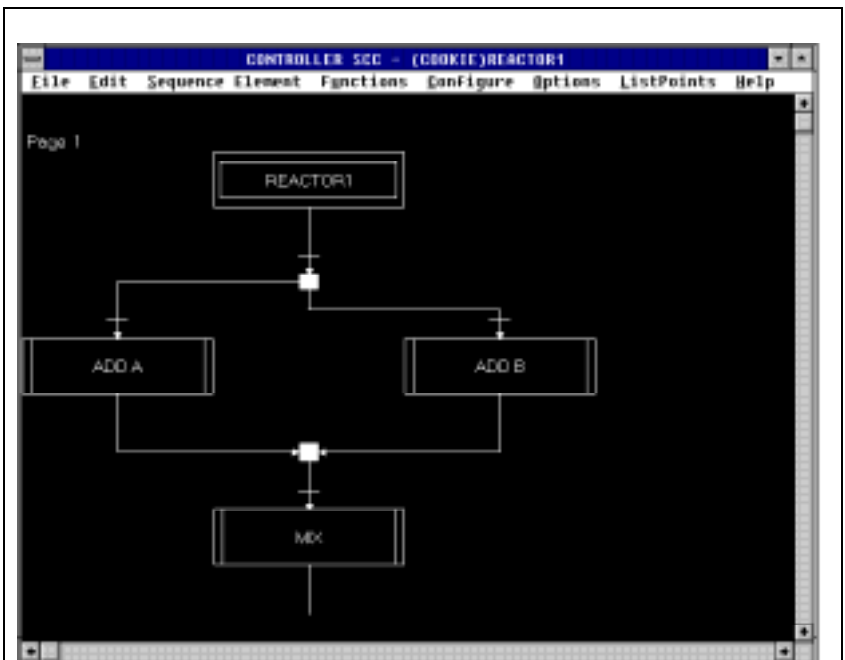 CONTROLLER SCC - (COOKIE)REACTOR1
File Edit Sequence Element Functions Configure Options ListPoints Help
Page 1
REACTOR1
ADD A
ADD B
MIX